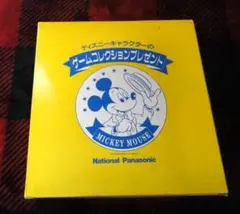 ディズニーキャラクターの
ゲームコレクションプレゼント
MICKEY MOUSE
National Panasonic